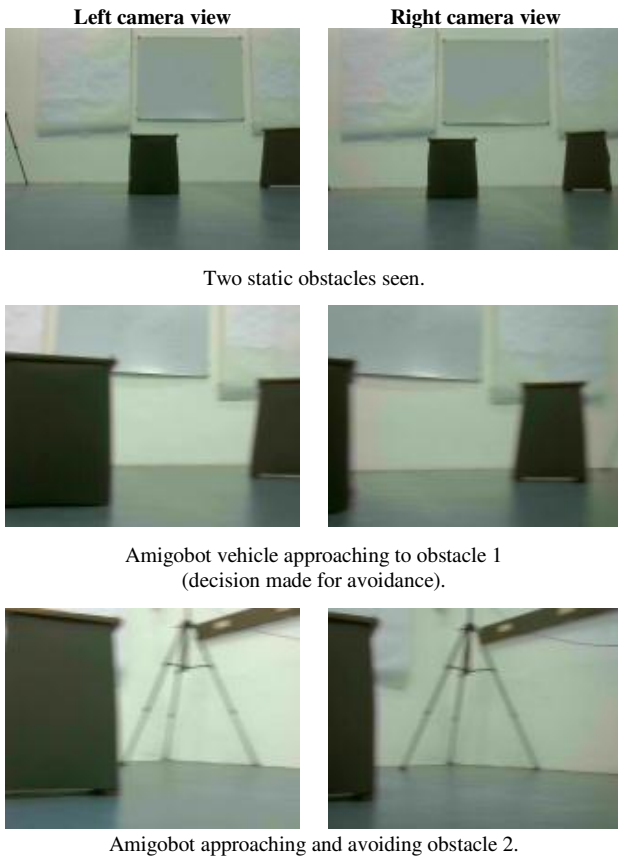 Left camera view
Right camera view
Two static obstacles seen.
Amigobot vehicle approaching to obstacle 1
(decision made for avoidance).
Amigobot approaching and avoiding obstacle 2.